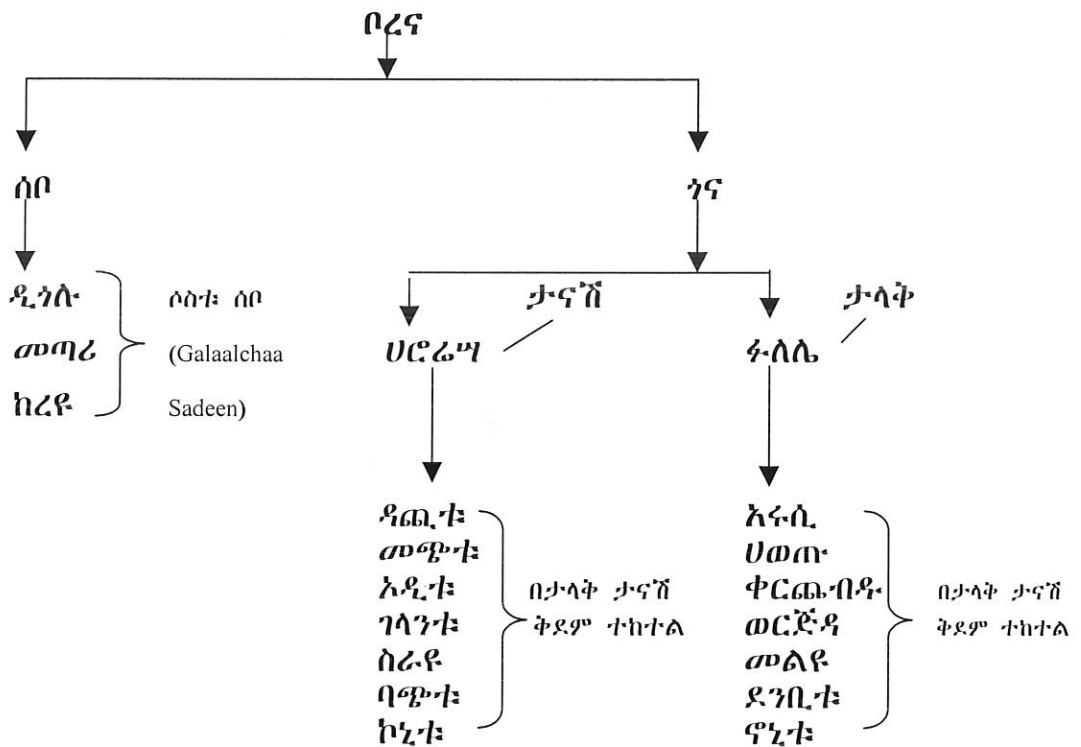 ቦረና
ሰቦ
ጎና
ዲጎሉ
መጣሪ
ከረዩ
ሶስቱ ሰቦ
(Galaalchaa
Sadeen)
ታናሽ
ሀሮሬሣ
ታላቅ
ፉለሌ
ዳጪቱ
መጭቱ
አዲቱ
ገላንቱ
ስራዩ
ባጭቱ
ኮኒቱ
በታላቅ ታናሽ
ቅደም ተከተል
አሩሲ
ሀወጡ
ቀርጨብዱ
ወርጅዳ
መልዩ
ደንቢቱ
ኖኒቱ
በታላቅ ታናሽ
ቅደም ተከተል